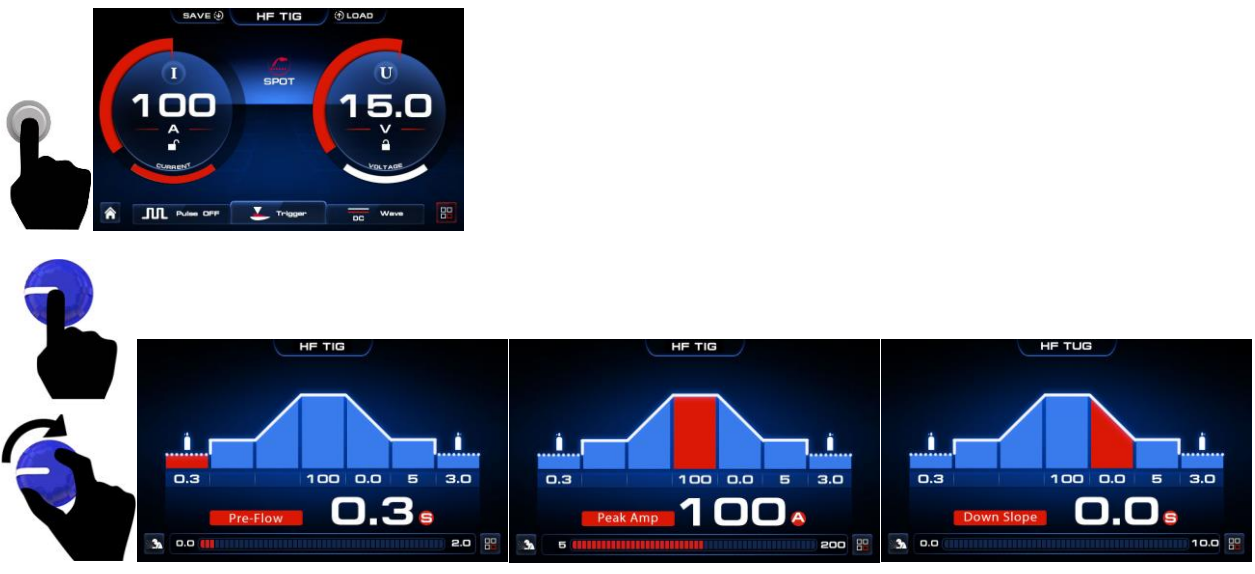 SAVE HF TIG LOAD
I SPOT U
100 15.0
A V
CURRENT VOLTAGE
Pulse OFF Trigger DC Wave
HF TIG
0.3 100 0.0 5 3.0
Pre-Flow 0.3 S
0.0 2.0
HF TIG
0.3 100 0.0 5 3.0
Peak Amp 100 A
5 200
HF TUG
0.3 100 0.0 5 3.0
Down Slope 0.0 S
0.0 10.0